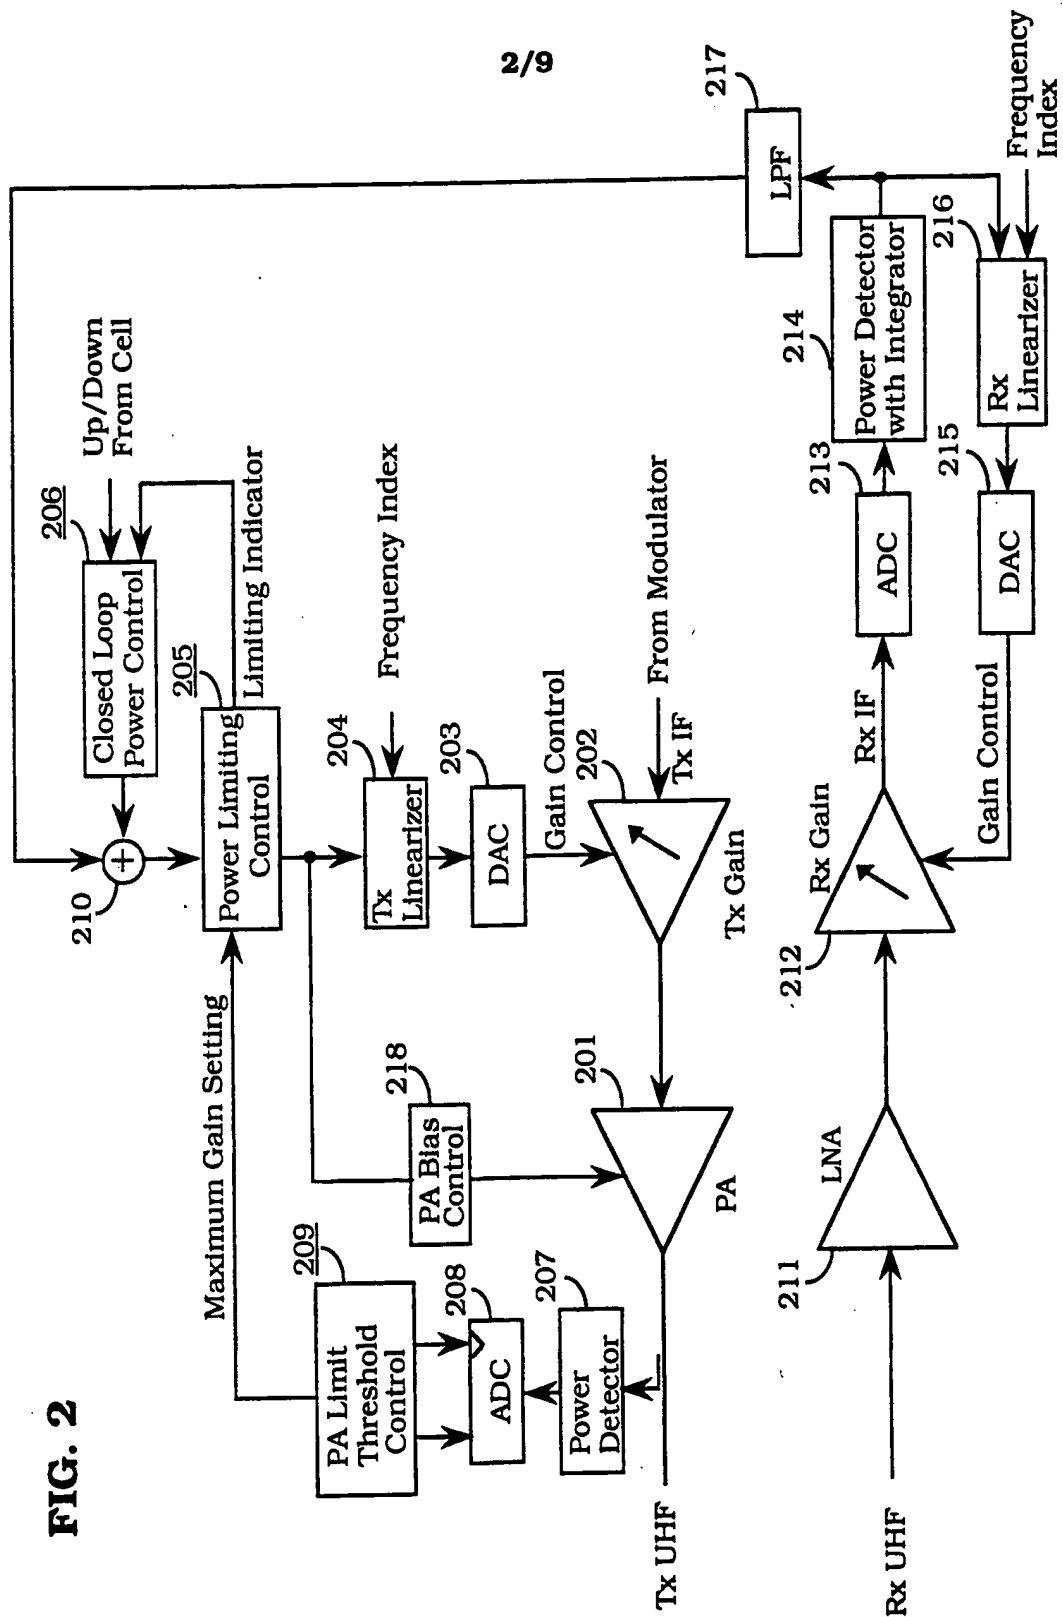 2/9
FIG. 2
Maximum Gain Setting
210
206
Closed Loop
Power Control
Up/Down
From Cell
205
Power Limiting
Control
Limiting Indicator
209
PA Limit
Threshold
Control
218
PA Bias
Control
204
Tx
Linearizer
Frequency Index
208
ADC
203
DAC
Gain Control
207
Power
Detector
201
PA
202
Tx Gain
Tx IF
From Modulator
Tx UHF
217
LPF
211
LNA
212
Rx Gain
Rx IF
213
ADC
214
Power Detector
with Integrator
Rx UHF
Gain Control
215
DAC
216
Rx
Linearizer
Frequency
Index